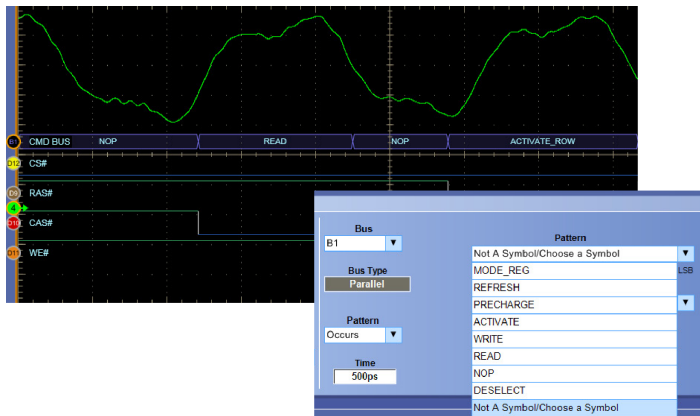 B1 CMD BUS NOP READ NOP ACTIVATE_ROW
D12 CS#
D9 RAS#
4
D10 CAS#
D11 WE#
Bus
B1
Bus Type
Parallel
Pattern
Occurs
Time
500ps
Pattern
Not A Symbol/Choose a Symbol
MODE_REG
LSB
REFRESH
PRECHARGE
ACTIVATE
WRITE
READ
NOP
DESELECT
Not A Symbol/Choose a Symbol